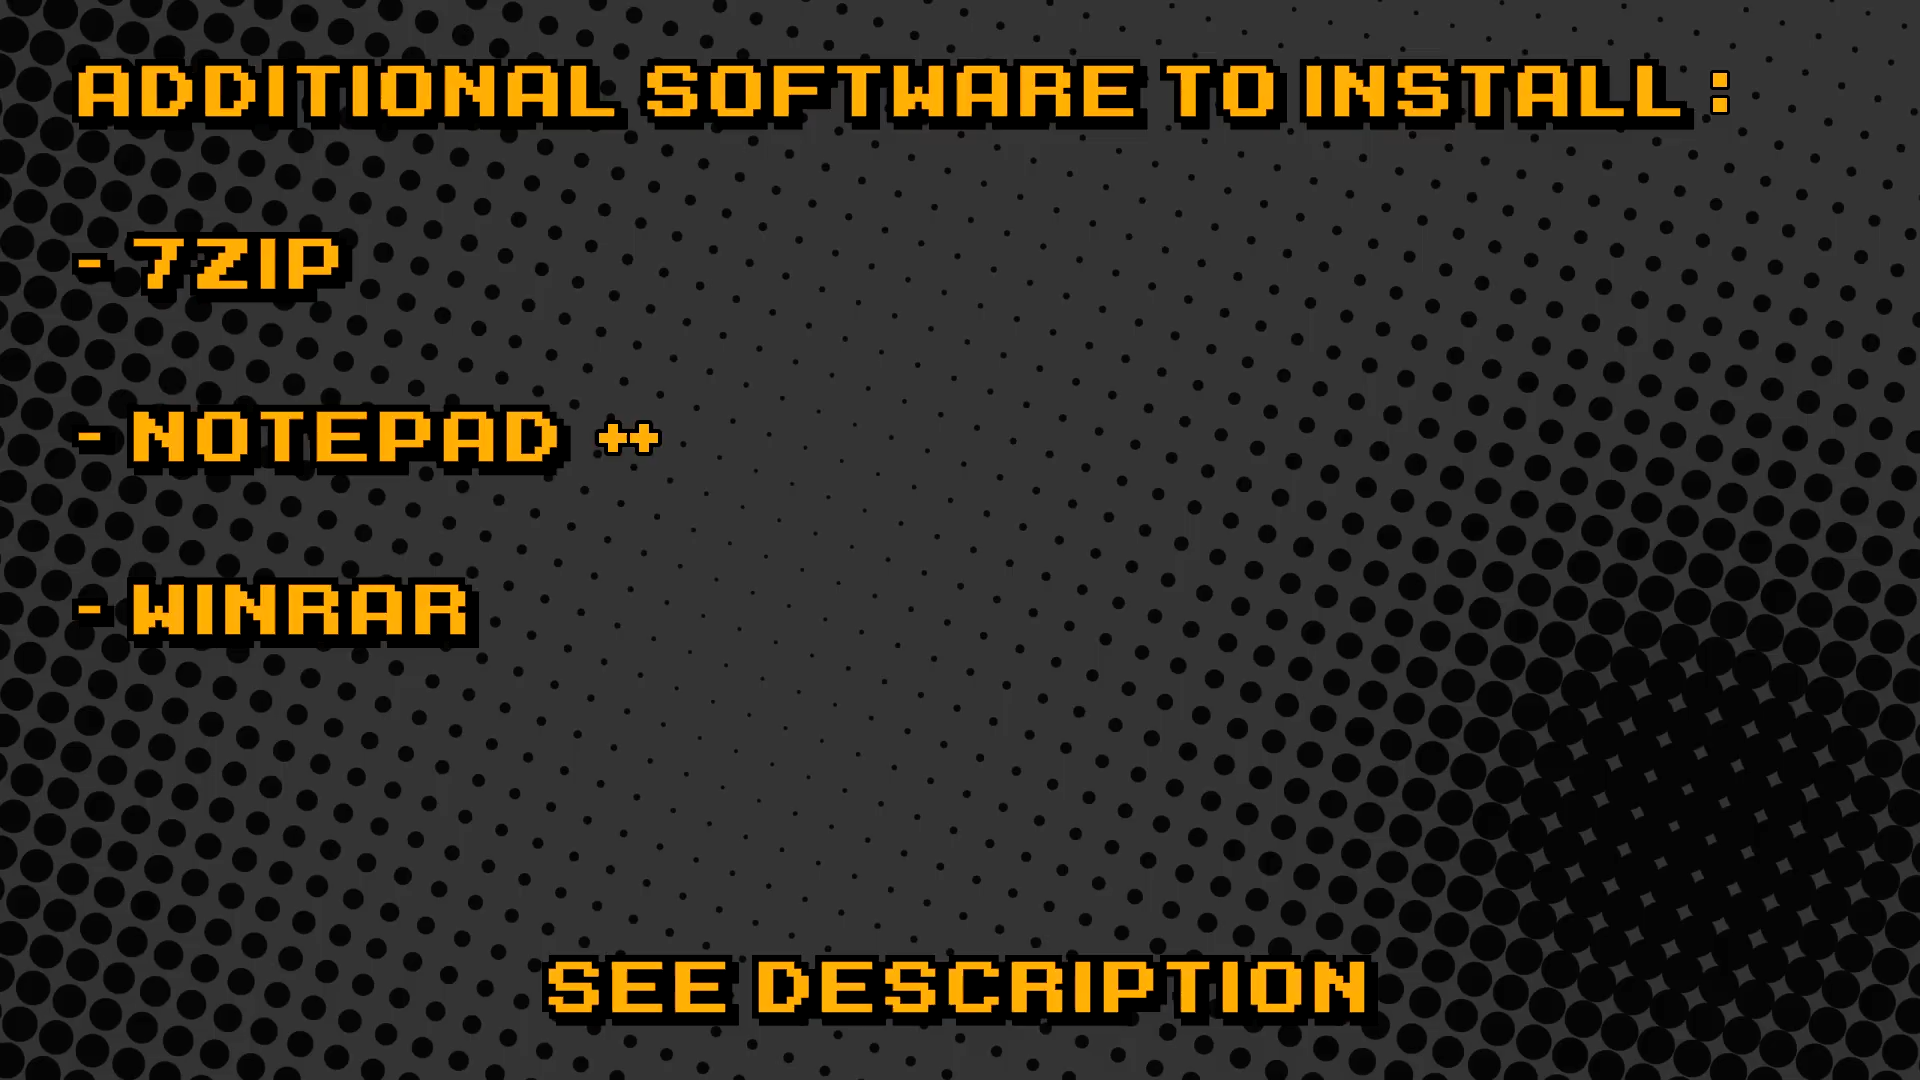 ADDITIONAL SOFTWARE TO INSTALL :
- 7ZIP
- NOTEPAD ++
- WINRAR
SEE DESCRIPTION